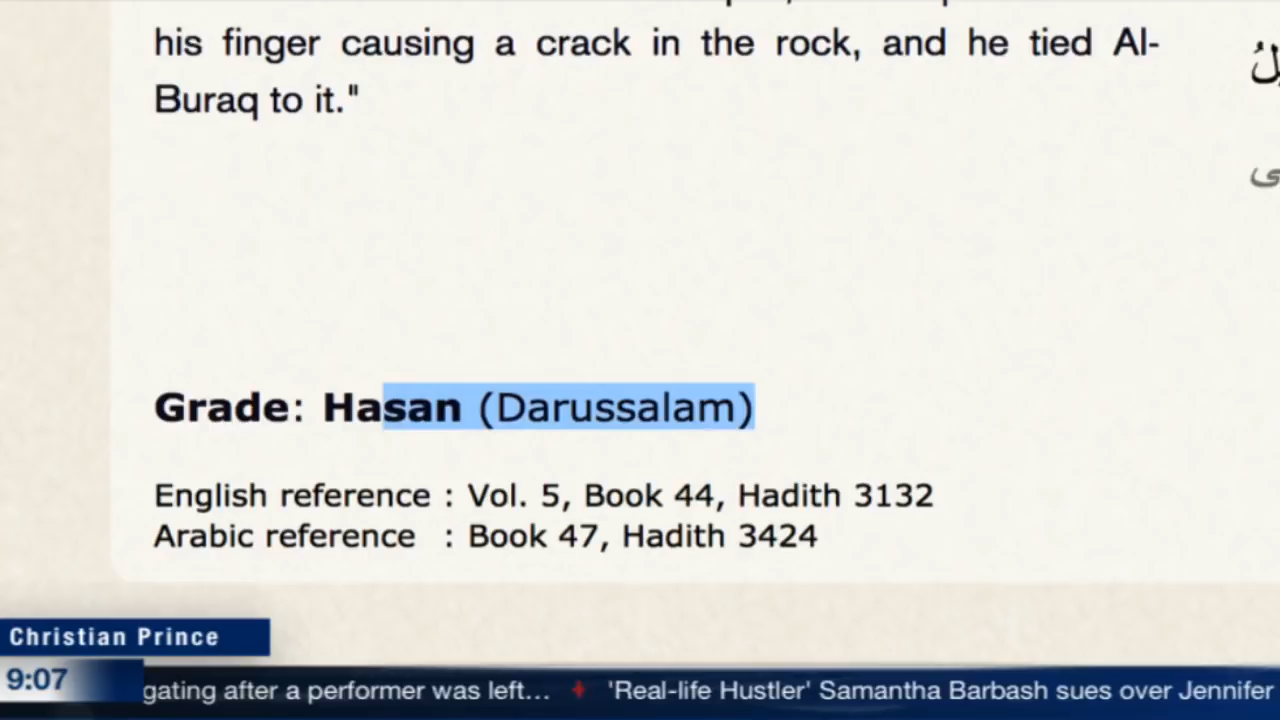 his finger causing a crack in the rock, and he tied Al-
Buraq to it."
Grade: Hasan (Darussalam)
English reference : Vol. 5, Book 44, Hadith 3132
Arabic reference : Book 47, Hadith 3424
Christian Prince
9:07
gating after a performer was left... 'Real-life Hustler' Samantha Barbash sues over Jennifer